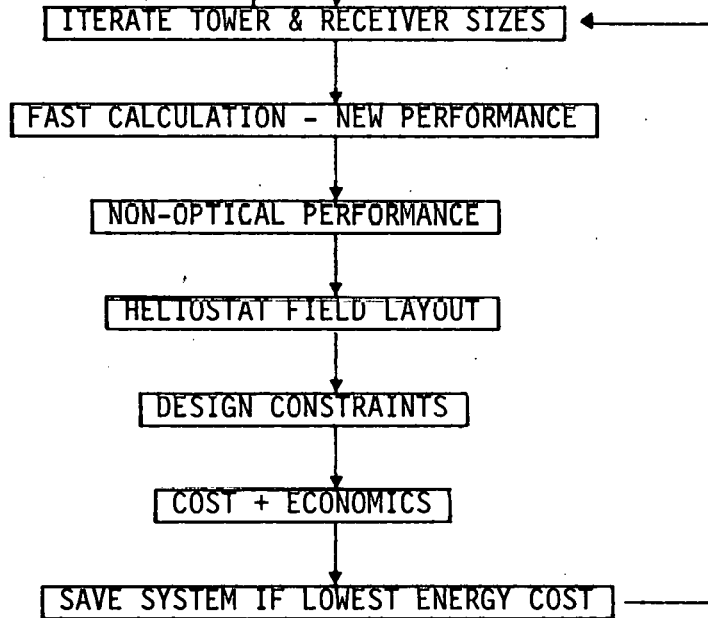 ITERATE TOWER & RECEIVER SIZES
FAST CALCULATION - NEW PERFORMANCE
NON-OPTICAL PERFORMANCE
HELIOSTAT FIELD LAYOUT
DESIGN CONSTRAINTS
COST + ECONOMICS
SAVE SYSTEM IF LOWEST ENERGY COST